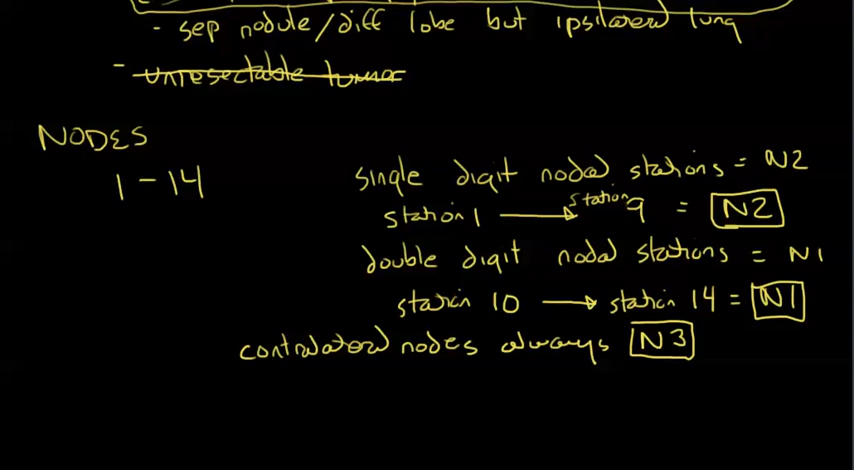 - sep nodule/diff lobe but ipsilateral lung
- unresectable tumor
NODES
1 - 14
single digit nodal stations = N2
station 1 → station 9 = N2
double digit nodal stations = N1
station 10 → station 14 = N1
contralateral nodes always N3